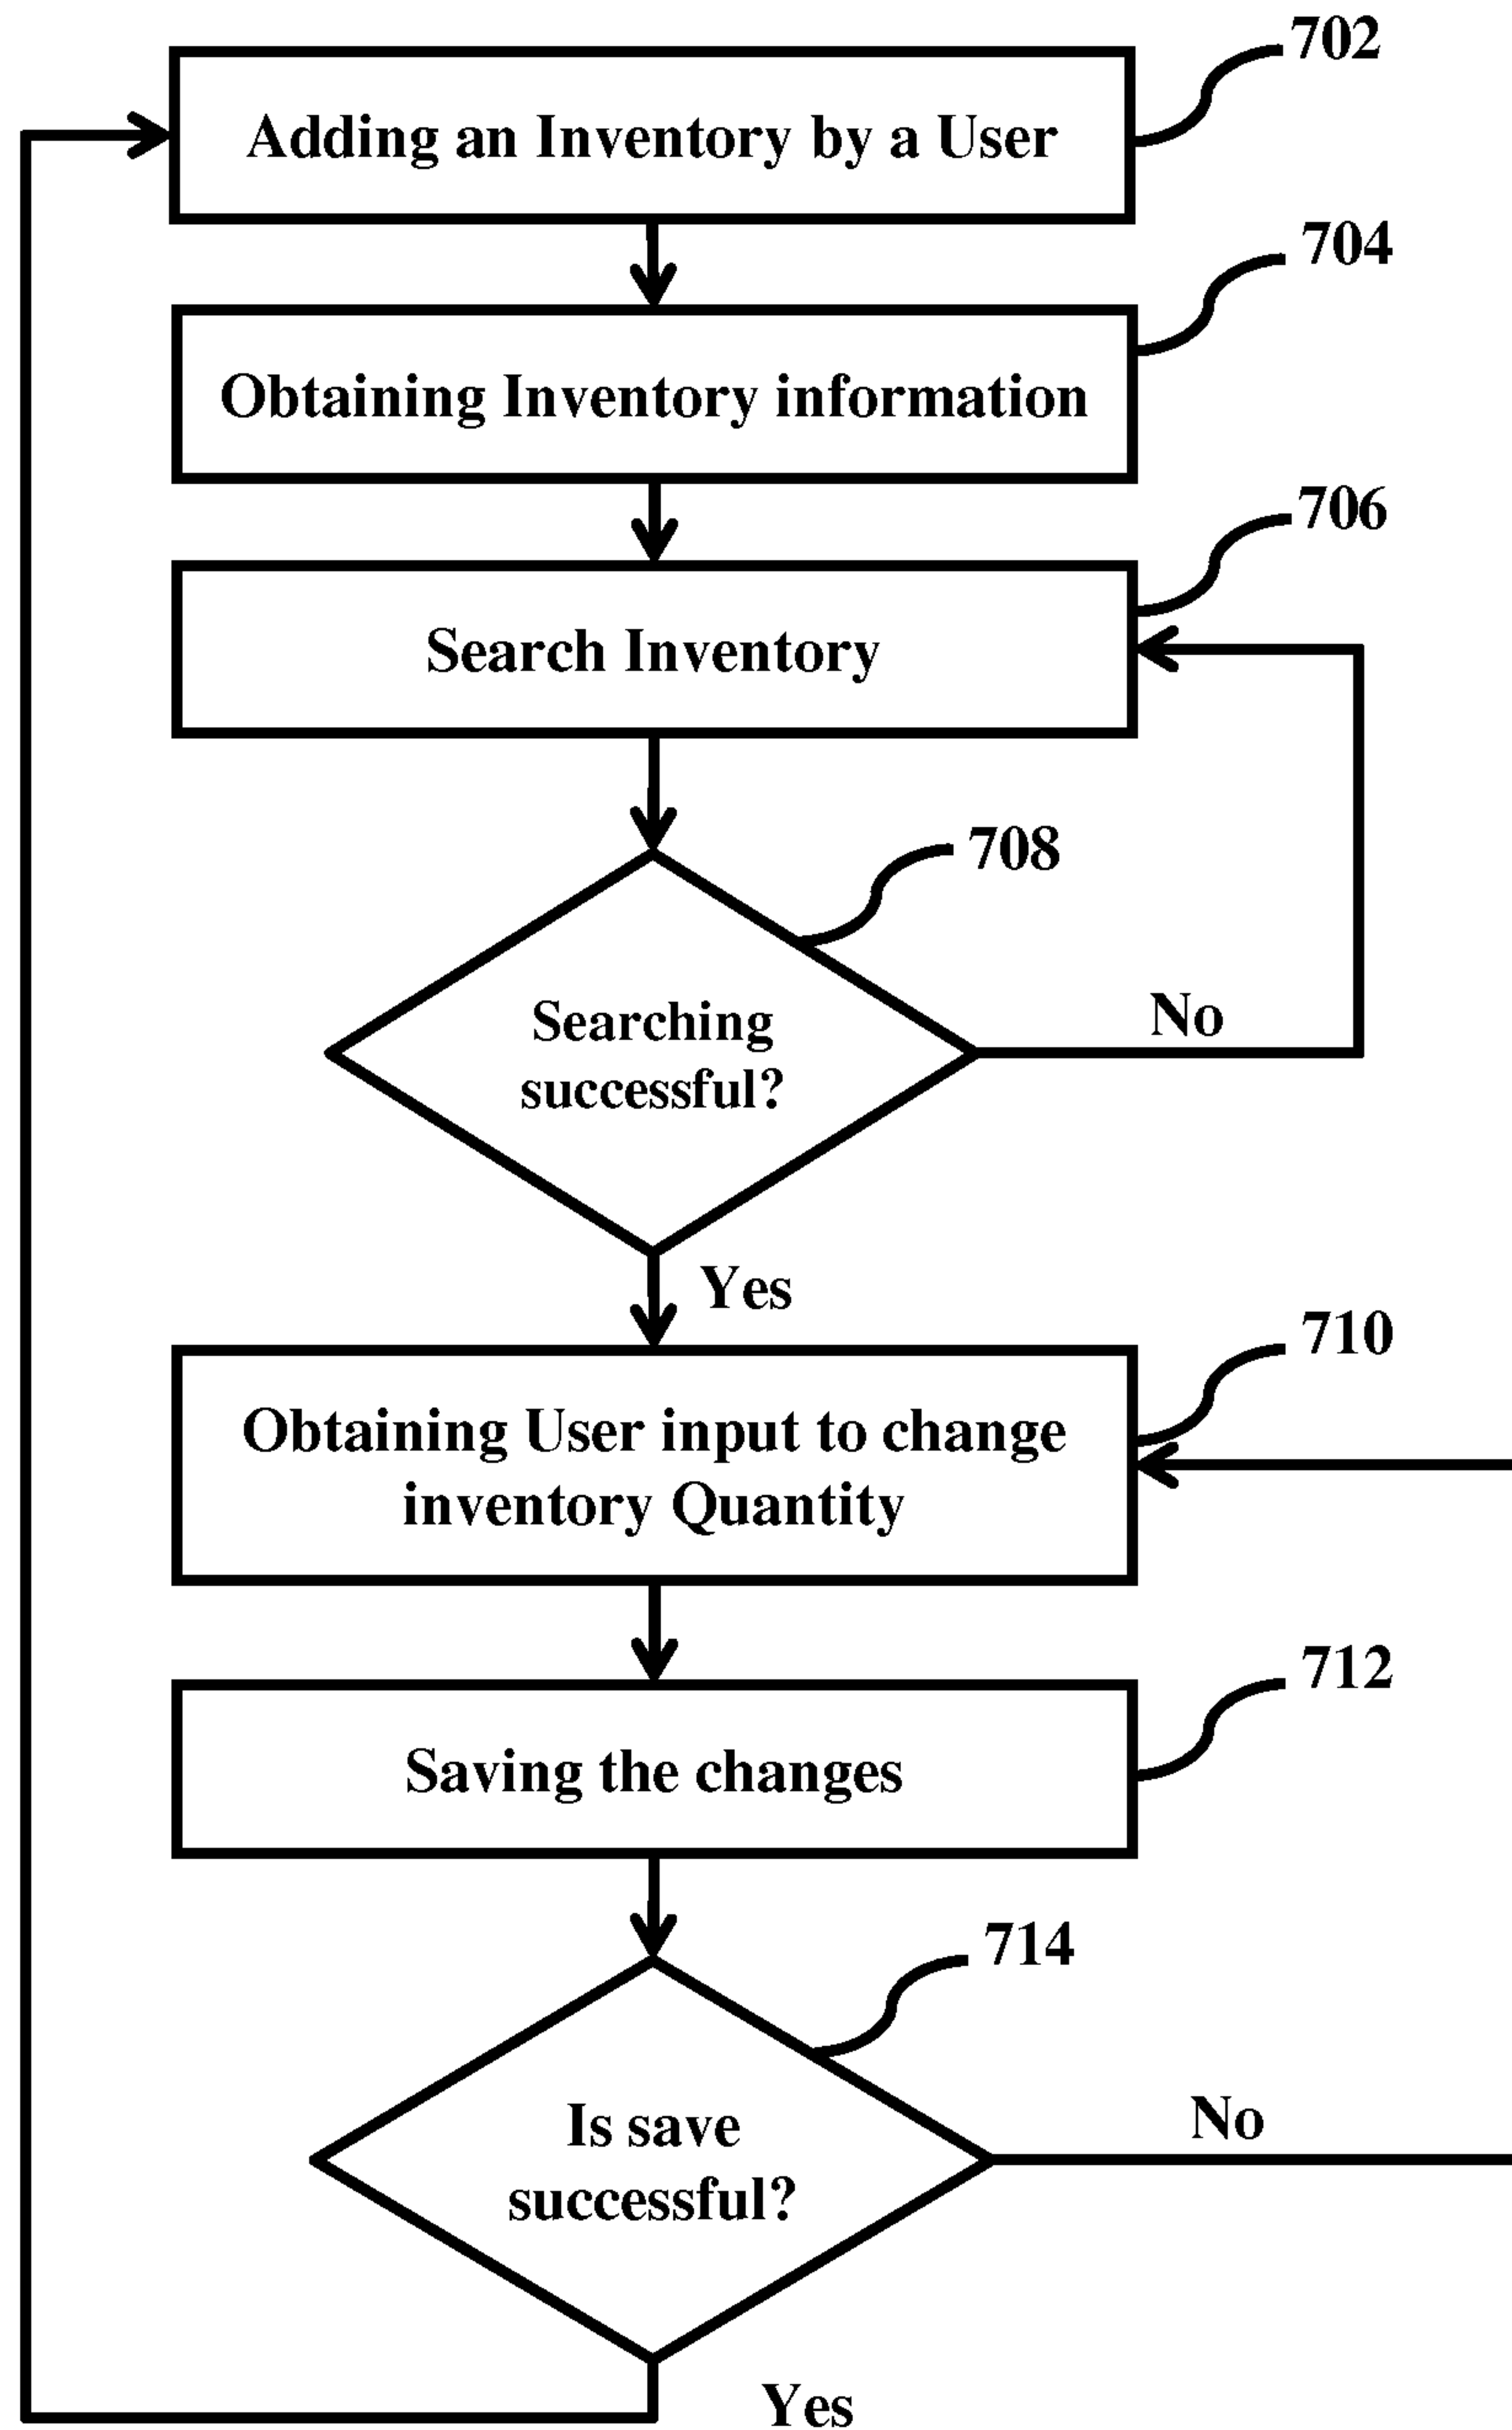 702
Adding an Inventory by a User
704
Obtaining Inventory information
706
Search Inventory
708
Searching
successful?
No
Yes
710
Obtaining User input to change
inventory Quantity
712
Saving the changes
714
Is save
successful?
No
Yes